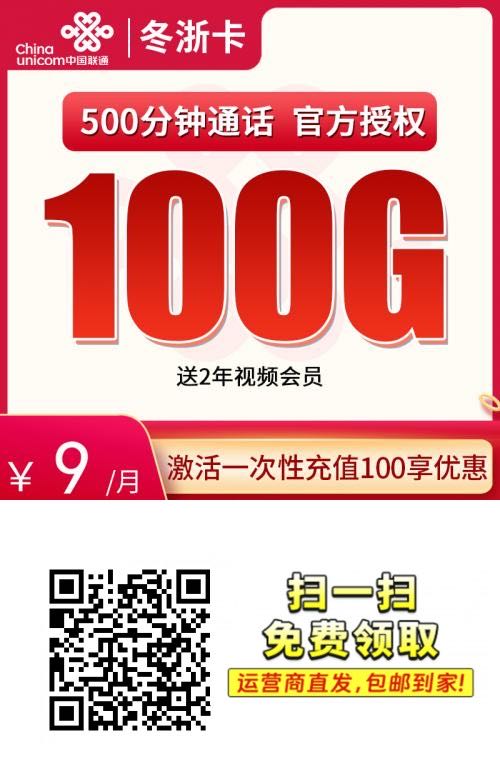 China
unicom中国联通
冬浙卡
500分钟通话 官方授权
100G
送2年视频会员
¥9/月
激活一次性充值100享优惠
扫一扫
免费领取
运营商直发,包邮到家!